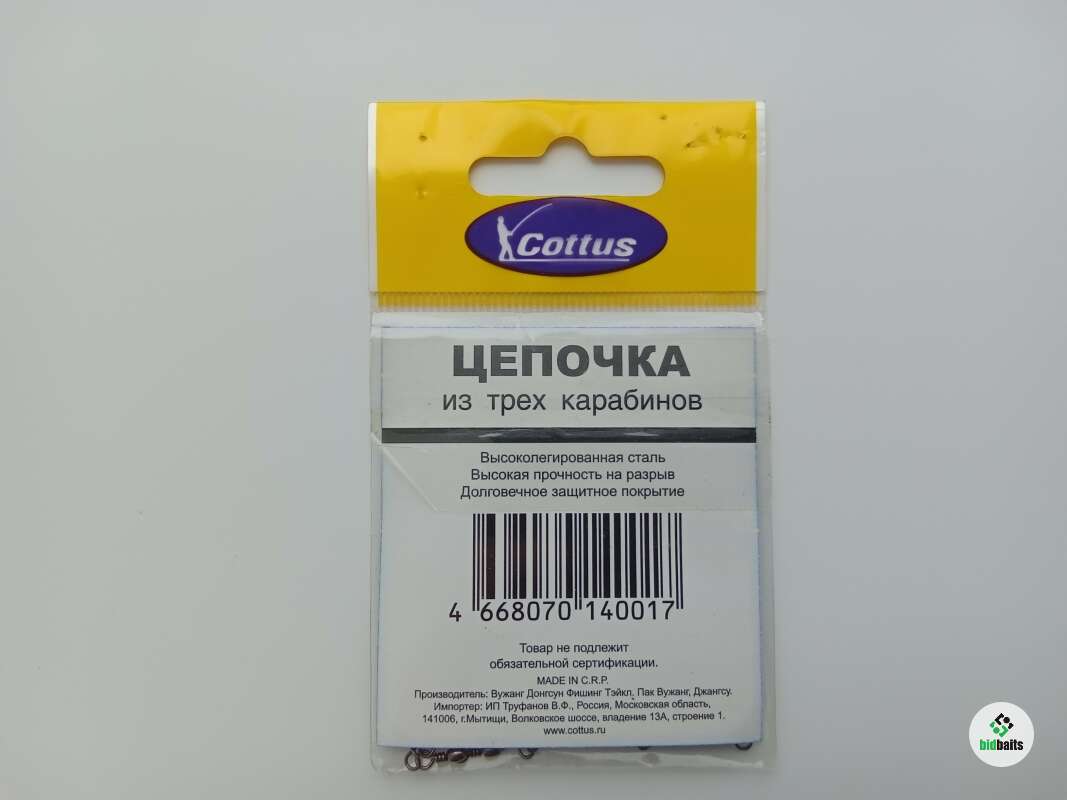 Cottus
ЦЕПОЧКА
из трех карабинов
Высоколегированная сталь
Высокая прочность на разрыв
Долговечное защитное покрытие
4 668070 140017
Товар не подлежит
обязательной сертификации.
MADE IN C.R.P.
Производитель: Вужанг Донгсун Фишинг Тэйкл, Пак Вужанг, Джангсу.
Импортер: ИП Труфанов В.Ф., Россия, Московская область,
141006, г.Мытищи, Волковское шоссе, владение 13А, строение 1.
www.cottus.ru
bidbaits